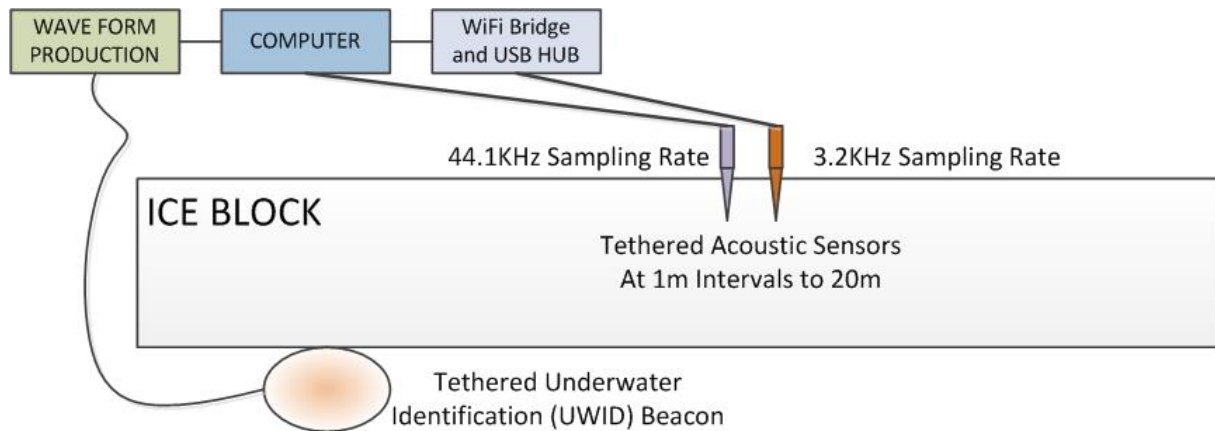 WAVE FORM
PRODUCTION
COMPUTER
WiFi Bridge
and USB HUB
44.1KHz Sampling Rate
3.2KHz Sampling Rate
ICE BLOCK
Tethered Acoustic Sensors
At 1m Intervals to 20m
Tethered Underwater
Identification (UWID) Beacon